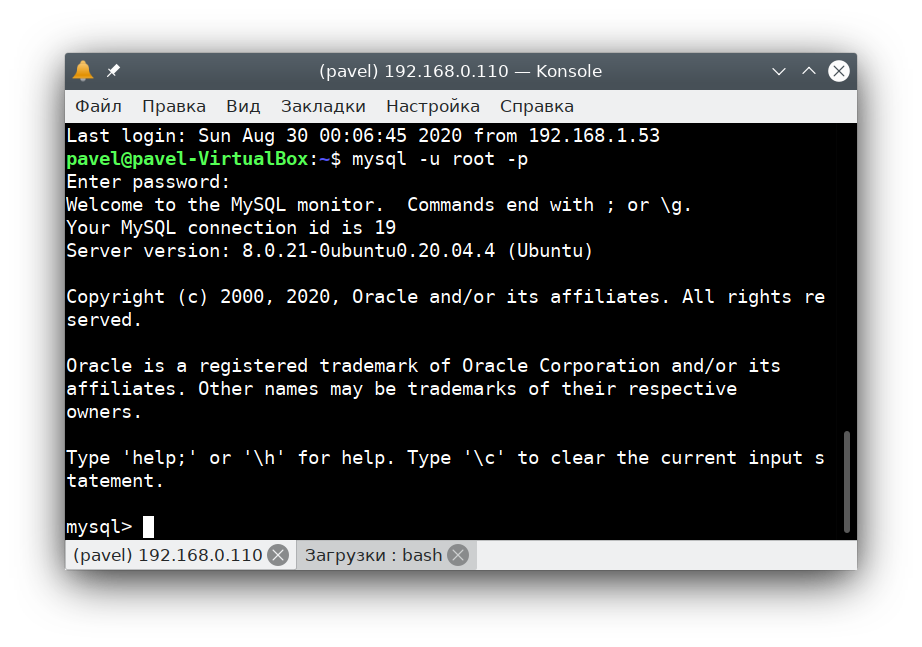 (pavel) 192.168.0.110 — Konsole
Файл Правка Вид Закладки Настройка Справка
Last login: Sun Aug 30 00:06:45 2020 from 192.168.1.53
pavel@pavel-VirtualBox:~$ mysql -u root -p
Enter password:
Welcome to the MySQL monitor.  Commands end with ; or \g.
Your MySQL connection id is 19
Server version: 8.0.21-0ubuntu0.20.04.4 (Ubuntu)
Copyright (c) 2000, 2020, Oracle and/or its affiliates. All rights re
served.
Oracle is a registered trademark of Oracle Corporation and/or its
affiliates. Other names may be trademarks of their respective
owners.
Type 'help;' or '\h' for help. Type '\c' to clear the current input s
tatement.
mysql>
(pavel) 192.168.0.110 Загрузки : bash